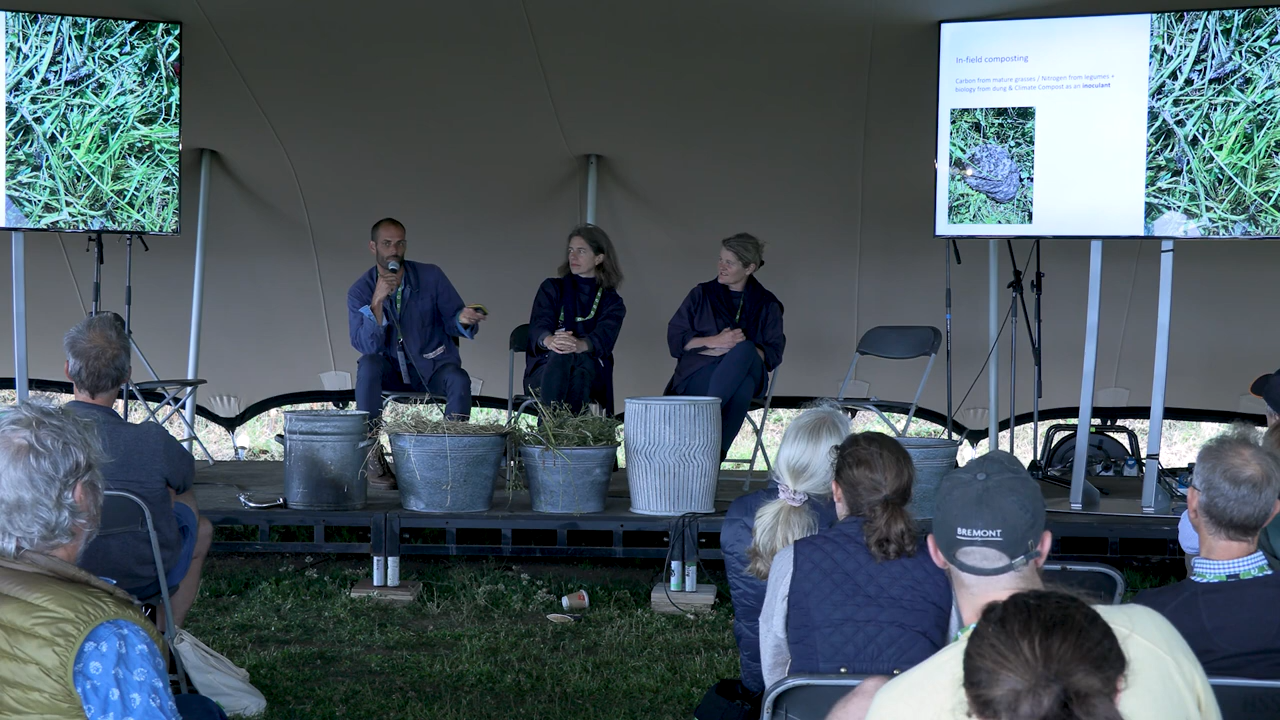 In-field composting
Carbon from mature grasses / Nitrogen from legumes +
biology from dung & Climate Compost as an inoculant
BREMONT